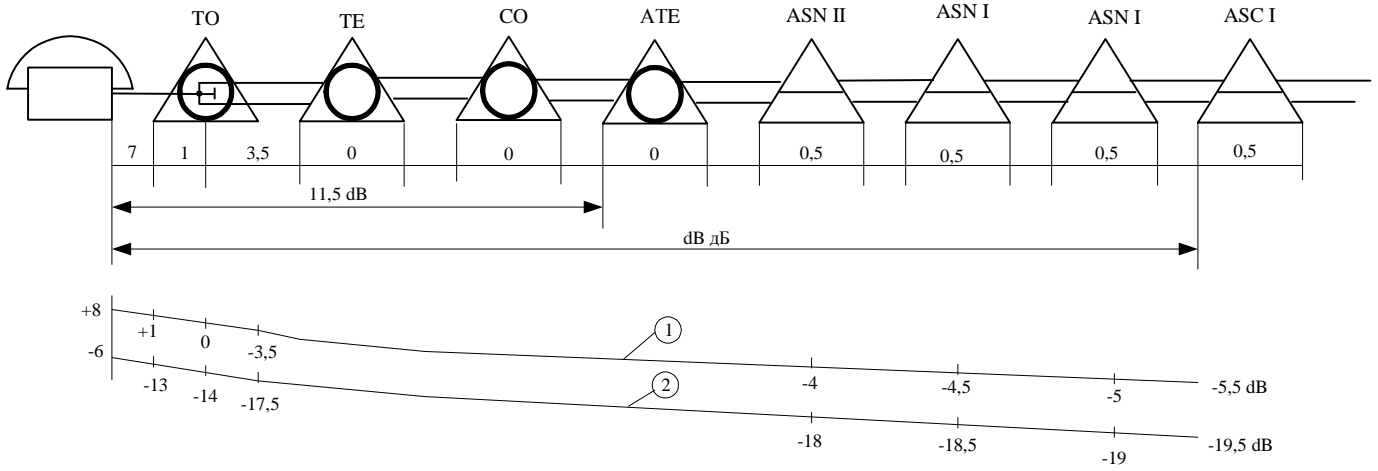 TO TE CO ATE ASN II ASN I ASN I ASC I
7 1 3,5 0 0 0 0,5 0,5 0,5 0,5
11,5 dB
dB дБ
+8 +1 0 -3,5 1 -4 -4,5 -5 -5,5 dB
-6 -13 -14 -17,5 2 -18 -18,5 -19 -19,5 dB